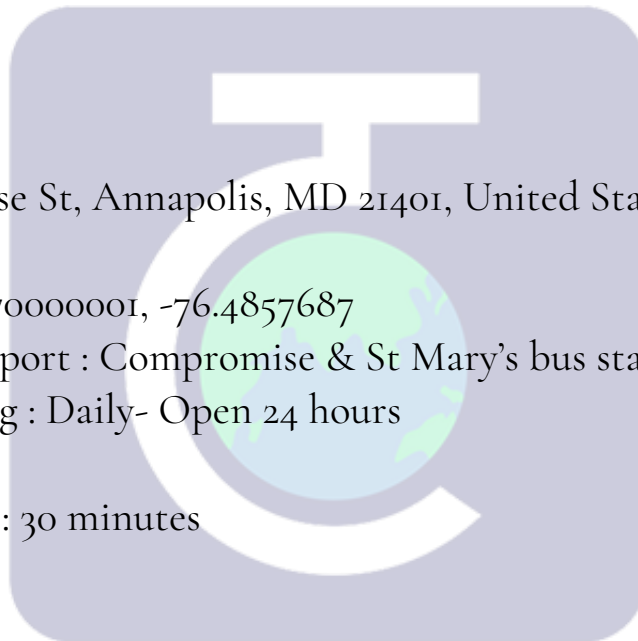 se St, Annapolis, MD 21401, United Sta
70000001, -76.4857687
port : Compromise & St Mary’s bus sta
g : Daily- Open 24 hours
: 30 minutes